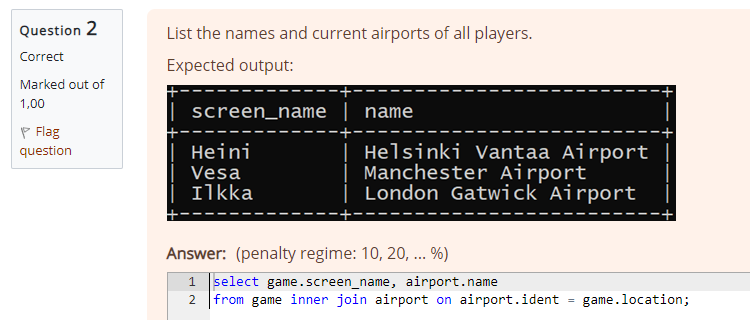 Question 2
Correct
Marked out of
1,00
Flag
question
List the names and current airports of all players.
Expected output:
+--------------+--------------------------+
| screen_name | name |
+--------------+--------------------------+
| Heini | Helsinki Vantaa Airport |
| Vesa | Manchester Airport |
| Ilkka | London Gatwick Airport |
+--------------+--------------------------+
Answer: (penalty regime: 10, 20, ... %)
1 select game.screen_name, airport.name
2 from game inner join airport on airport.ident = game.location;